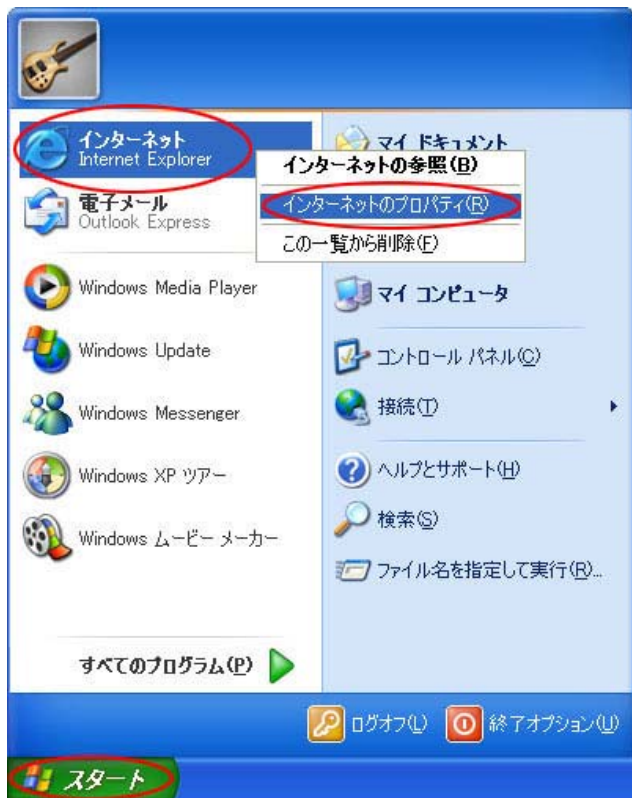 インターネット
Internet Explorer
電子メール
Outlook Express
Windows Media Player
Windows Update
Windows Messenger
Windows XP ツアー
Windows ムービー メーカー
すべてのプログラム(P)
マイ ドキュメント
インターネットの参照(B)
インターネットのプロパティ(R)
この一覧から削除(F)
マイ コンピュータ
コントロール パネル(C)
接続(T)
ヘルプとサポート(H)
検索(S)
ファイル名を指定して実行(R)...
ログオフ(L)
終了オプション(U)
スタート